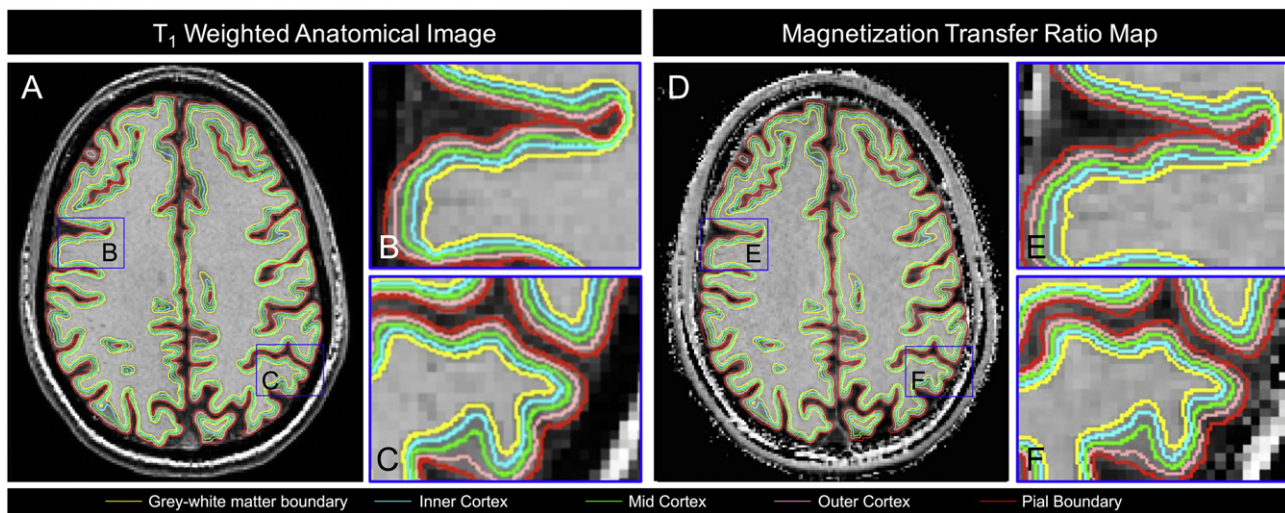 T1 Weighted Anatomical Image
Magnetization Transfer Ratio Map
A
B
C
B
C
D
E
F
E
F
Grey-white matter boundary
Inner Cortex
Mid Cortex
Outer Cortex
Pial Boundary